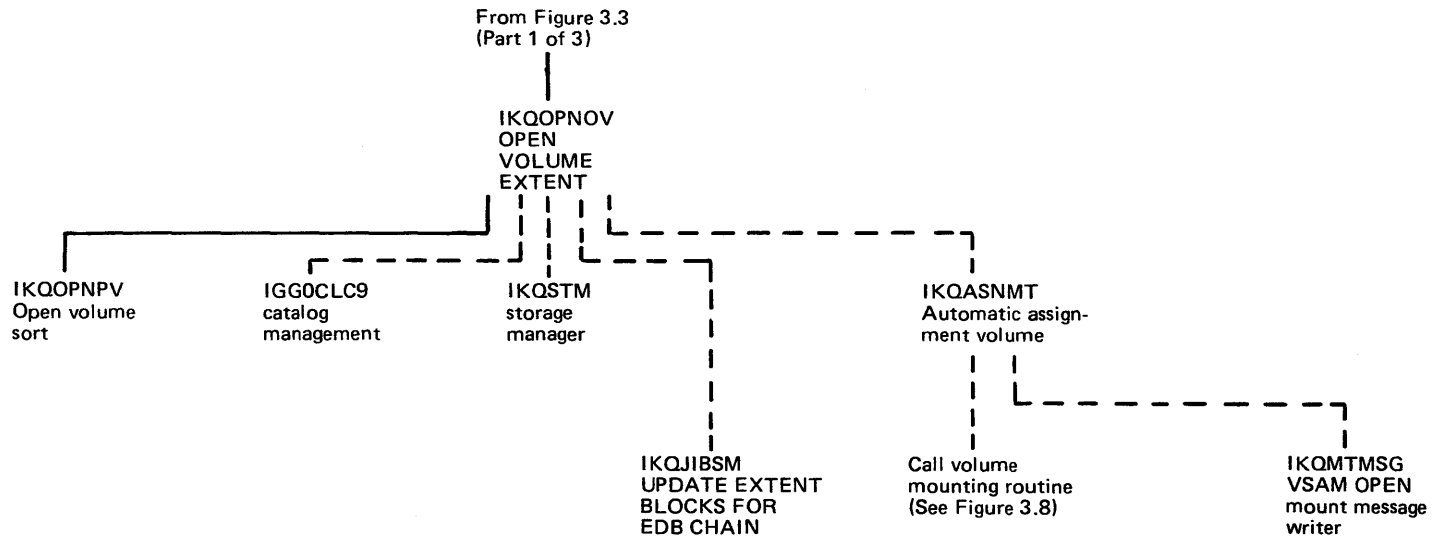 From Figure 3.3
(Part 1 of 3)
IKQOPNOV
OPEN
VOLUME
EXTENT
IKQOPNPV
Open volume
sort
IGG0CLC9
catalog
management
IKQSTM
storage
manager
IKQASNMT
Automatic assign-
ment volume
IKQJIBSM
UPDATE EXTENT
BLOCKS FOR
EDB CHAIN
Call volume
mounting routine
(See Figure 3.8)
IKQMTMSG
VSAM OPEN
mount message
writer